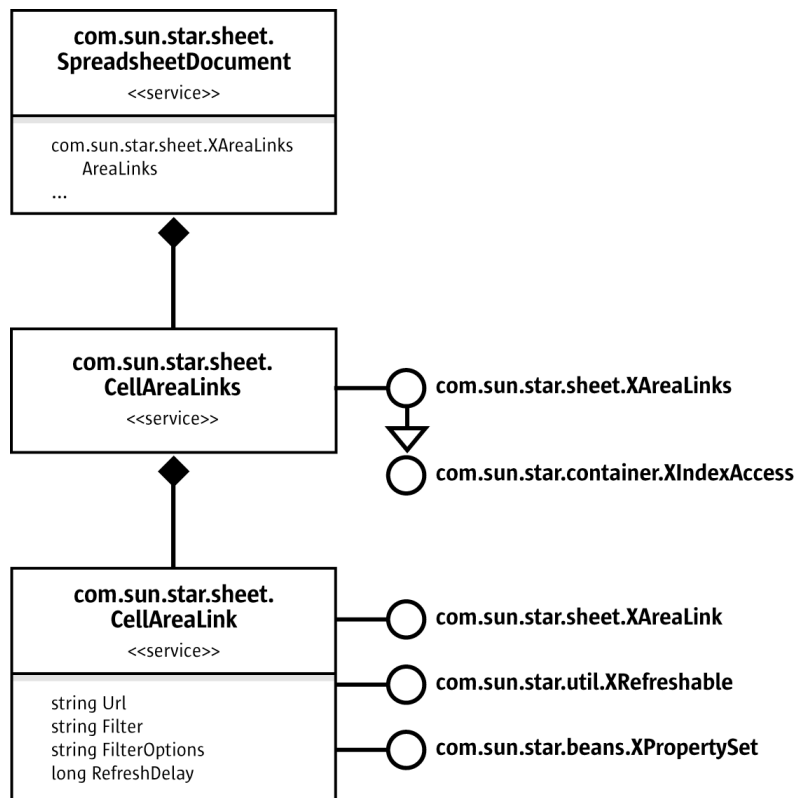 com.sun.star.sheet.
SpreadsheetDocument
<<service>>
com.sun.star.sheet.XAreaLinks
AreaLinks
...
com.sun.star.sheet.
CellAreaLinks
<<service>>
com.sun.star.sheet.XAreaLinks
com.sun.star.container.XIndexAccess
com.sun.star.sheet.
CellAreaLink
<<service>>
string Url
string Filter
string FilterOptions
long RefreshDelay
com.sun.star.sheet.XAreaLink
com.sun.star.util.XRefreshable
com.sun.star.beans.XPropertySet